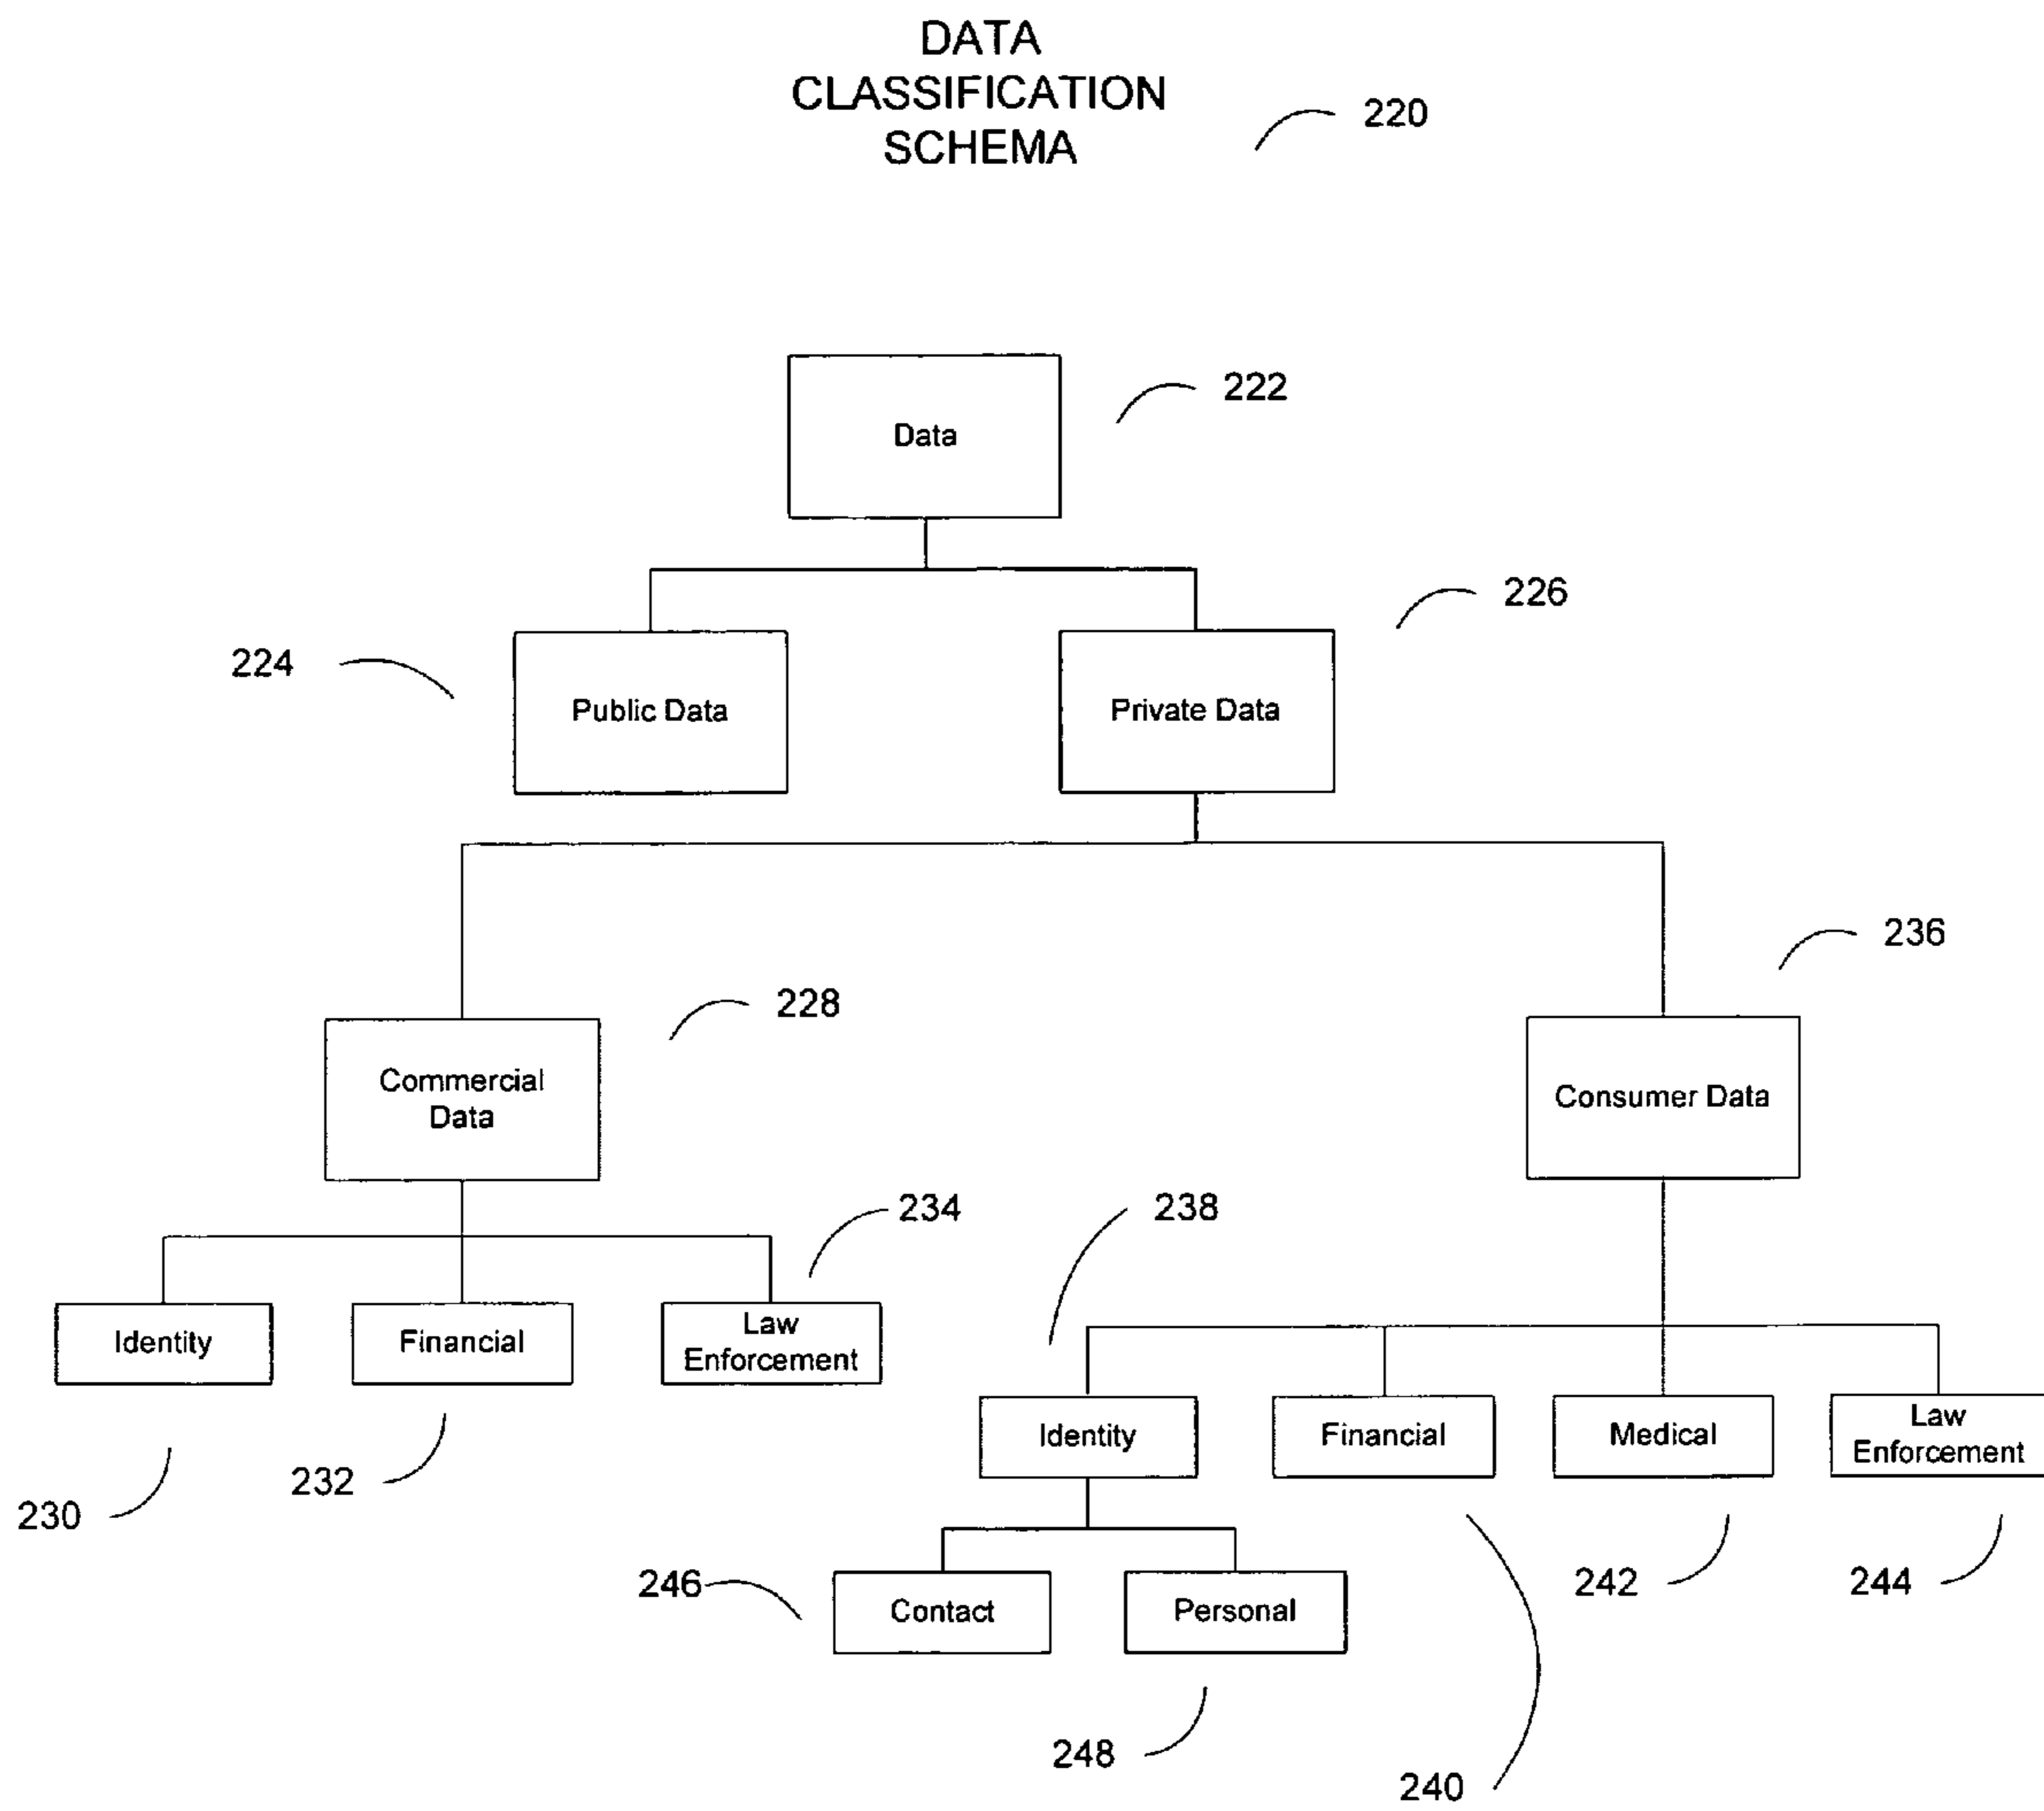 DATA
CLASSIFICATION
SCHEMA
220
222
Data
226
224
Public Data
Private Data
236
228
Commercial
Data
Consumer Data
234
238
Identity
Financial
Law
Enforcement
Identity
Financial
Medical
Law
Enforcement
232
230
246
242
244
Contact
Personal
248
240